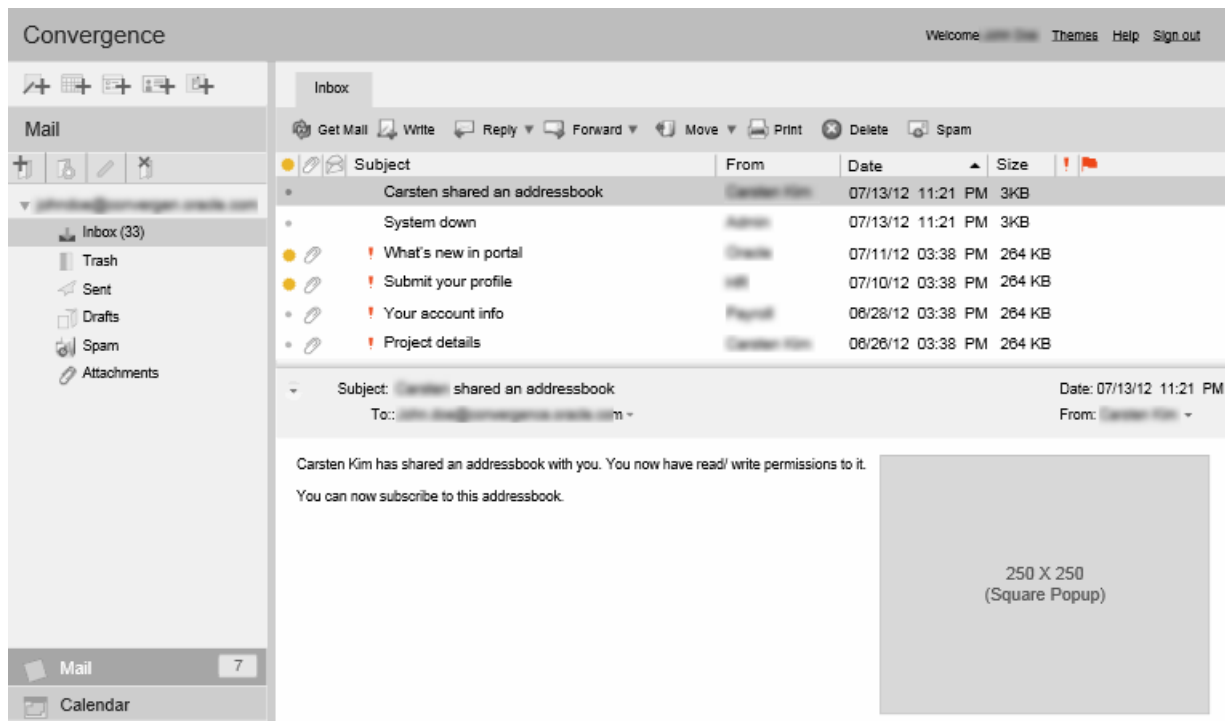 Convergence
Welcome Themes Help Sign out
Inbox
Mail
Get Mail Write Reply Forward Move Print Delete Spam
Subject From Date Size !
Carsten shared an addressbook 07/13/12 11:21 PM 3KB
System down 07/13/12 11:21 PM 3KB
! What's new in portal 07/11/12 03:38 PM 264 KB
! Submit your profile 07/10/12 03:38 PM 264 KB
! Your account info 06/28/12 03:38 PM 264 KB
! Project details 06/26/12 03:38 PM 264 KB
Inbox (33)
Trash
Sent
Drafts
Spam
Attachments
Subject: shared an addressbook Date: 07/13/12 11:21 PM
To:: From:
Carsten Kim has shared an addressbook with you. You now have read/ write permissions to it.
You can now subscribe to this addressbook.
250 X 250
(Square Popup)
Mail 7
Calendar